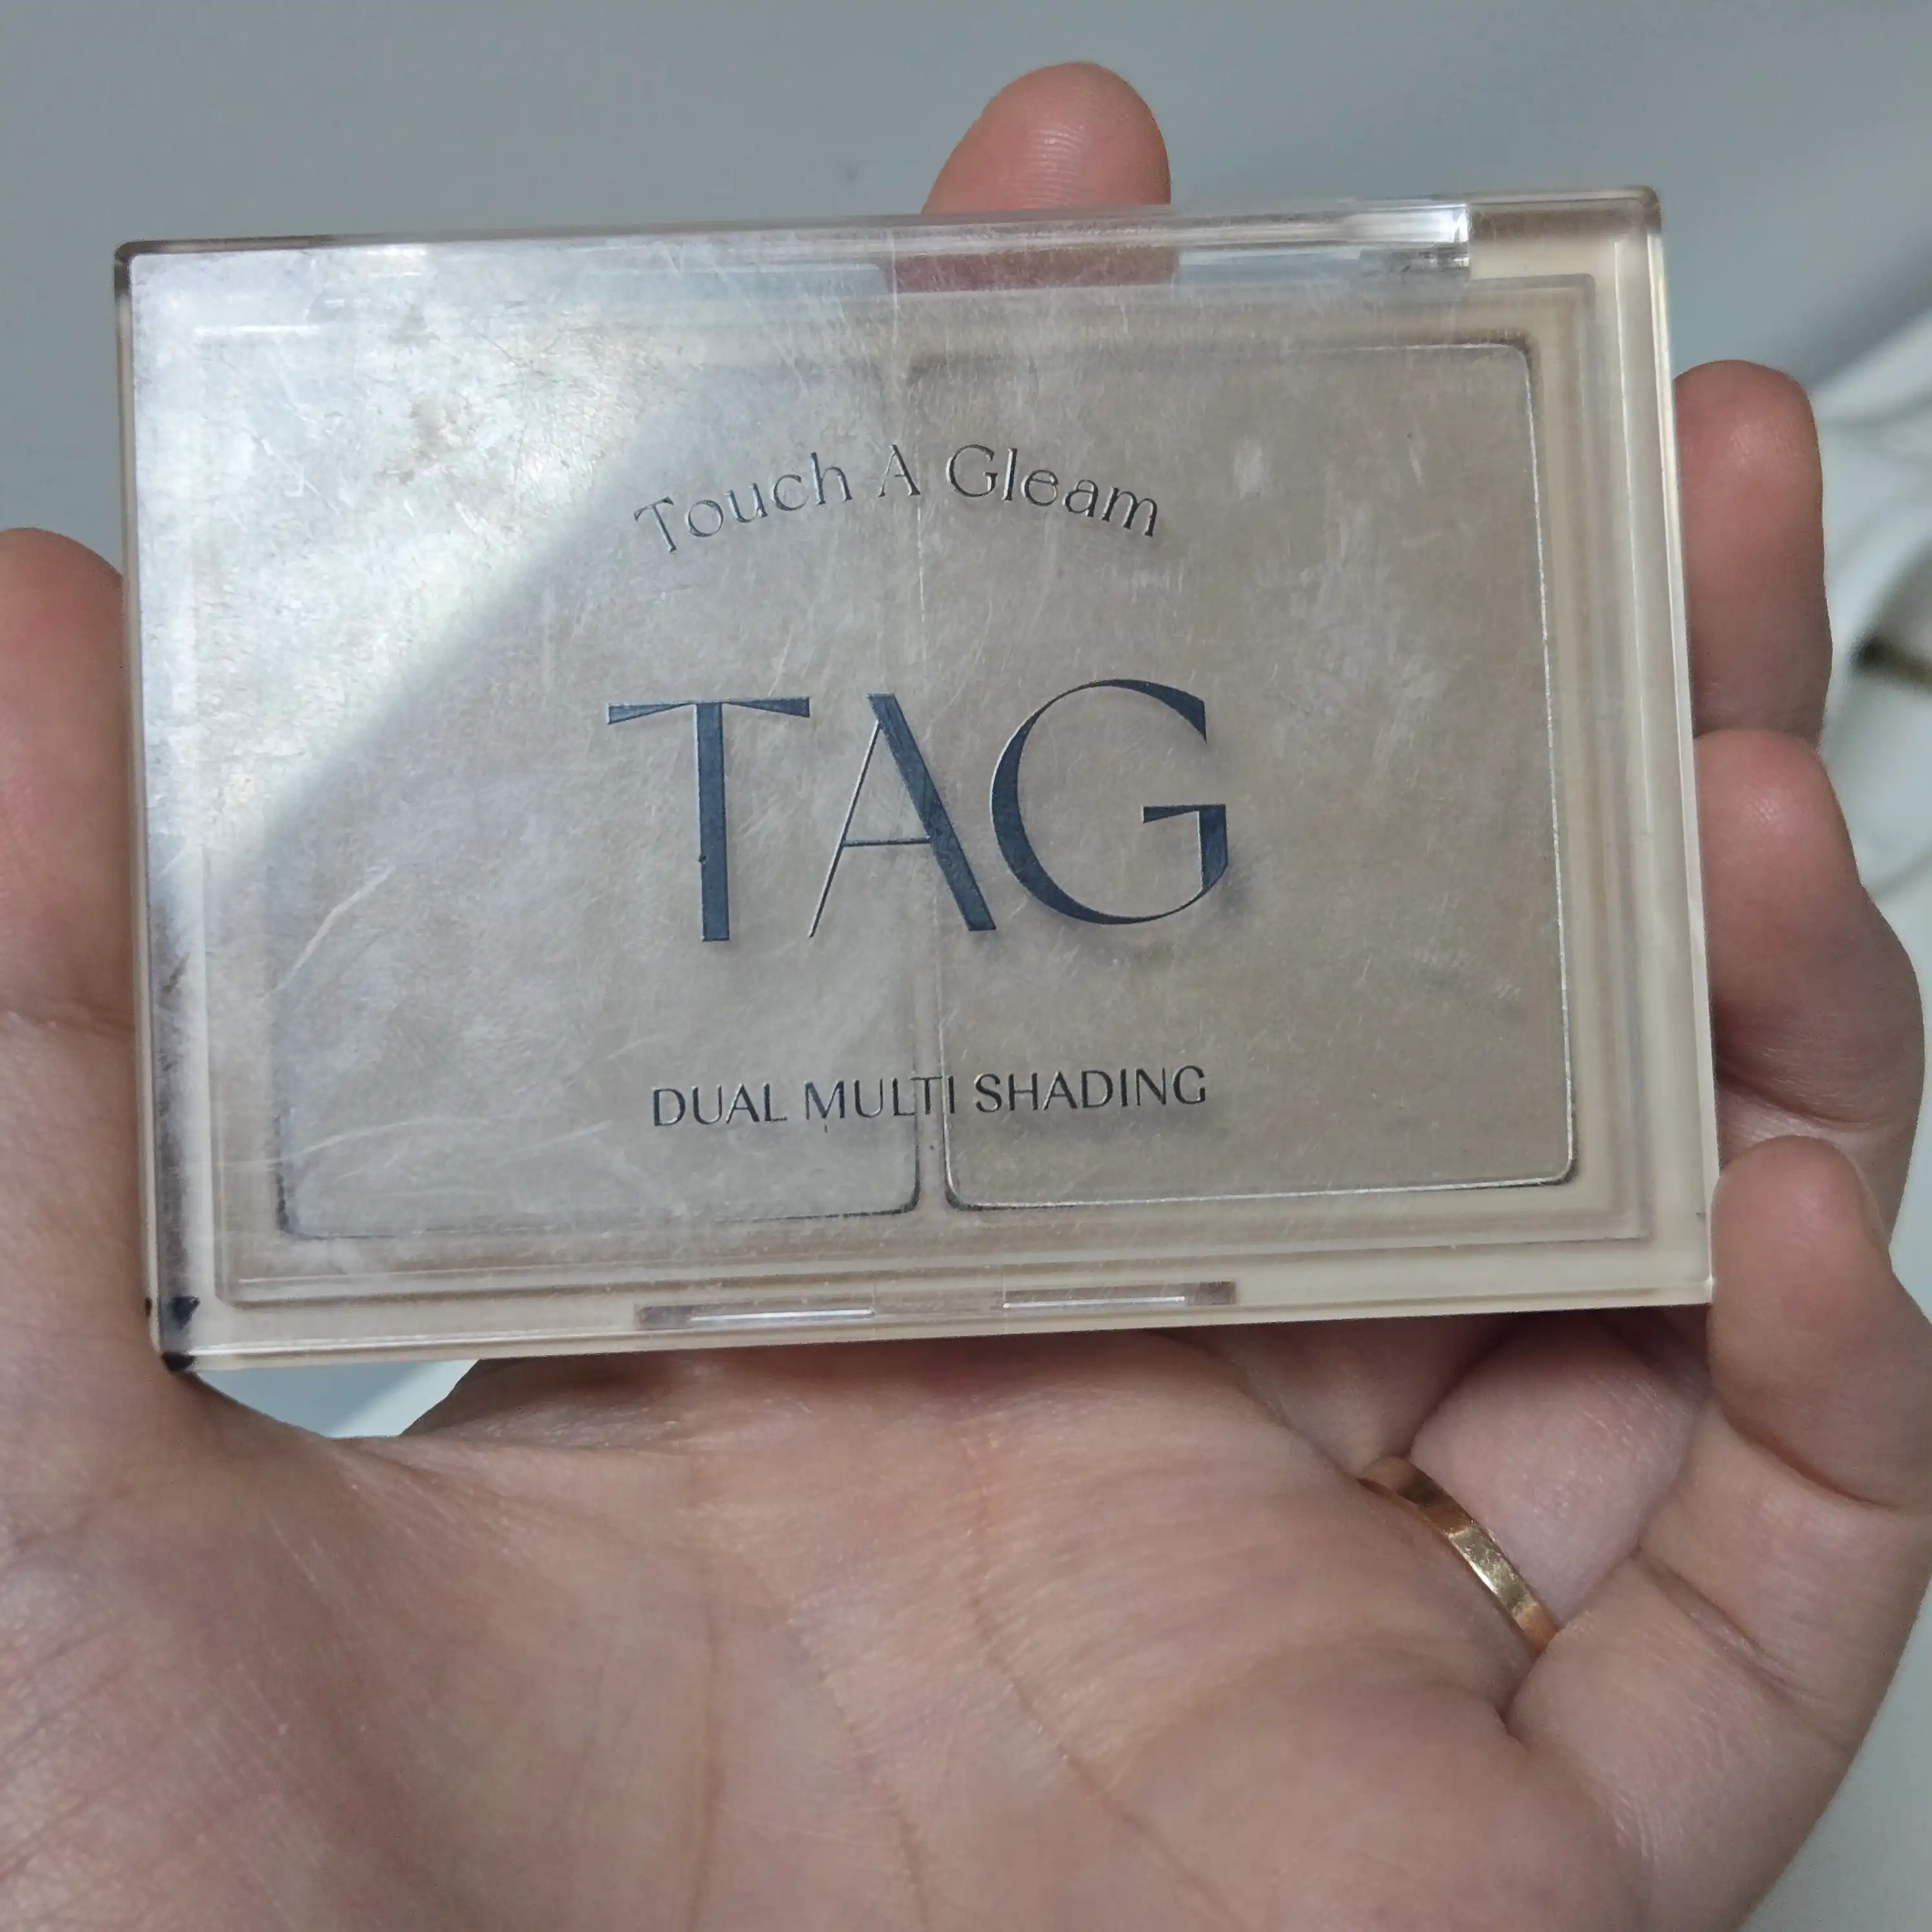 Touch A Gleam
TAG
DUAL MULTI SHADING